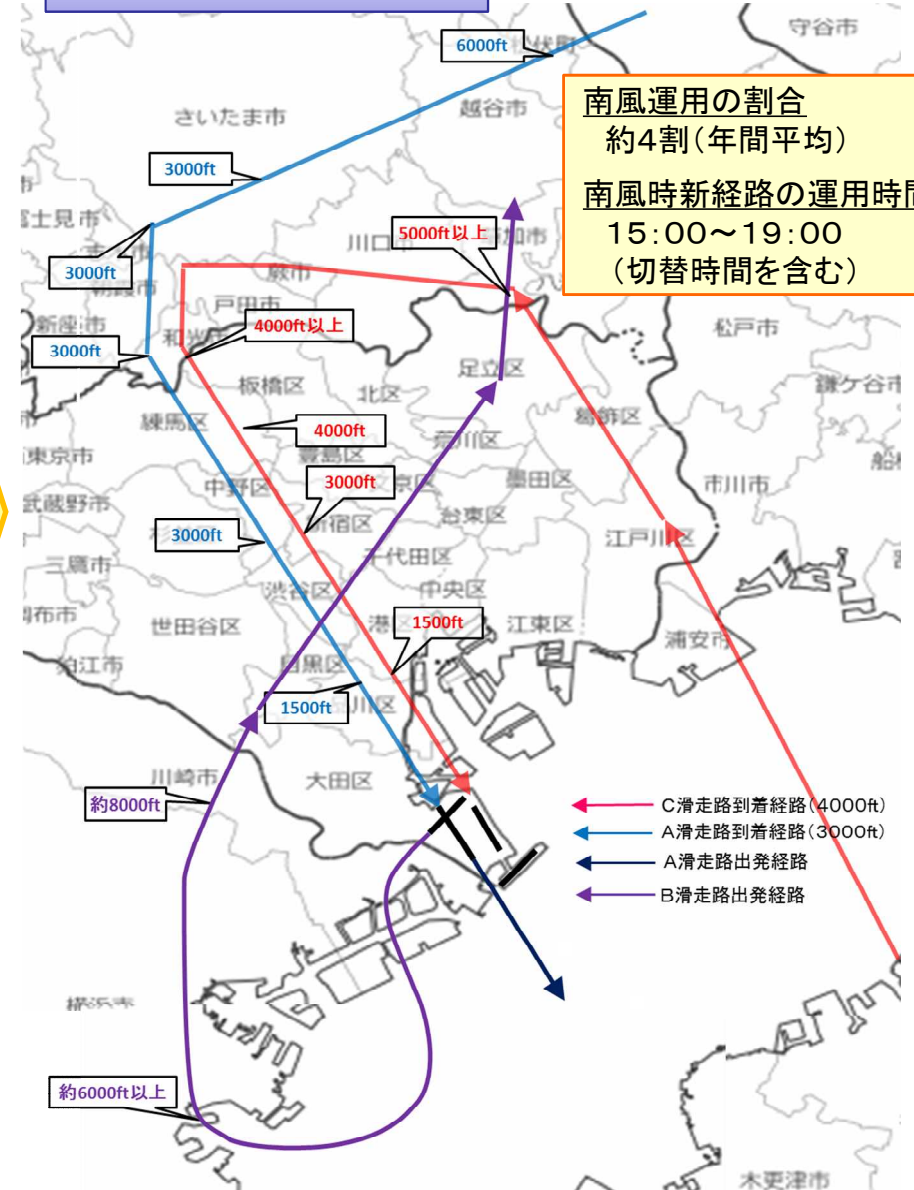 守谷市
6000ft
越谷市
さいたま市
南風運用の割合
約4割（年間平均）
南風時新経路の運用時間
15：00～19：00
（切替時間を含む）
3000ft
川口市
5000ft以上
3000ft
蕨市
戸田市
松戸市
新座市
4000ft以上
3000ft
足立区
板橋区
北区
鎌ケ谷市
練馬区
葛飾区
4000ft
荒川区
豊島区
東京市
3000ft
墨田区
市川市
中野区
武蔵野市
台東区
3000ft
新宿区
江戸川区
三鷹市
千代田区
渋谷区
中央区
世田谷区
港区
1500ft
江東区
浦安市
目黒区
1500ft
川区
川崎市
大田区
約8000ft
C滑走路到着経路（4000ft）
A滑走路到着経路（3000ft）
A滑走路出発経路
B滑走路出発経路
横浜市
約6000ft以上
木更津市